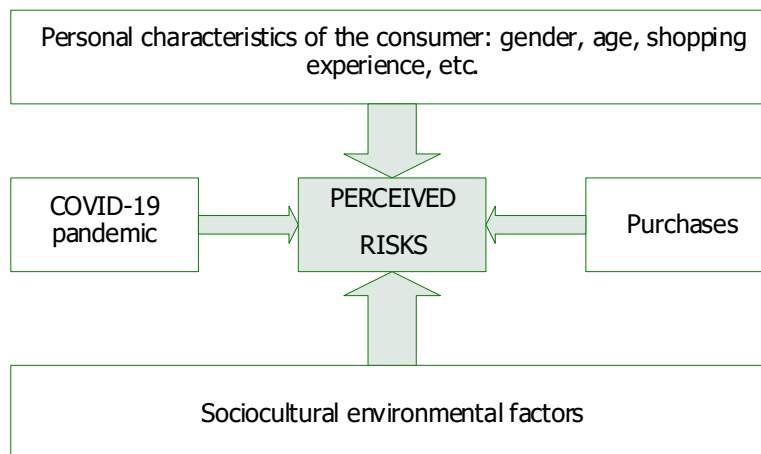 Personal characteristics of the consumer: gender, age, shopping
experience, etc.
COVID-19
pandemic
PERCEIVED
RISKS
Purchases
Sociocultural environmental factors